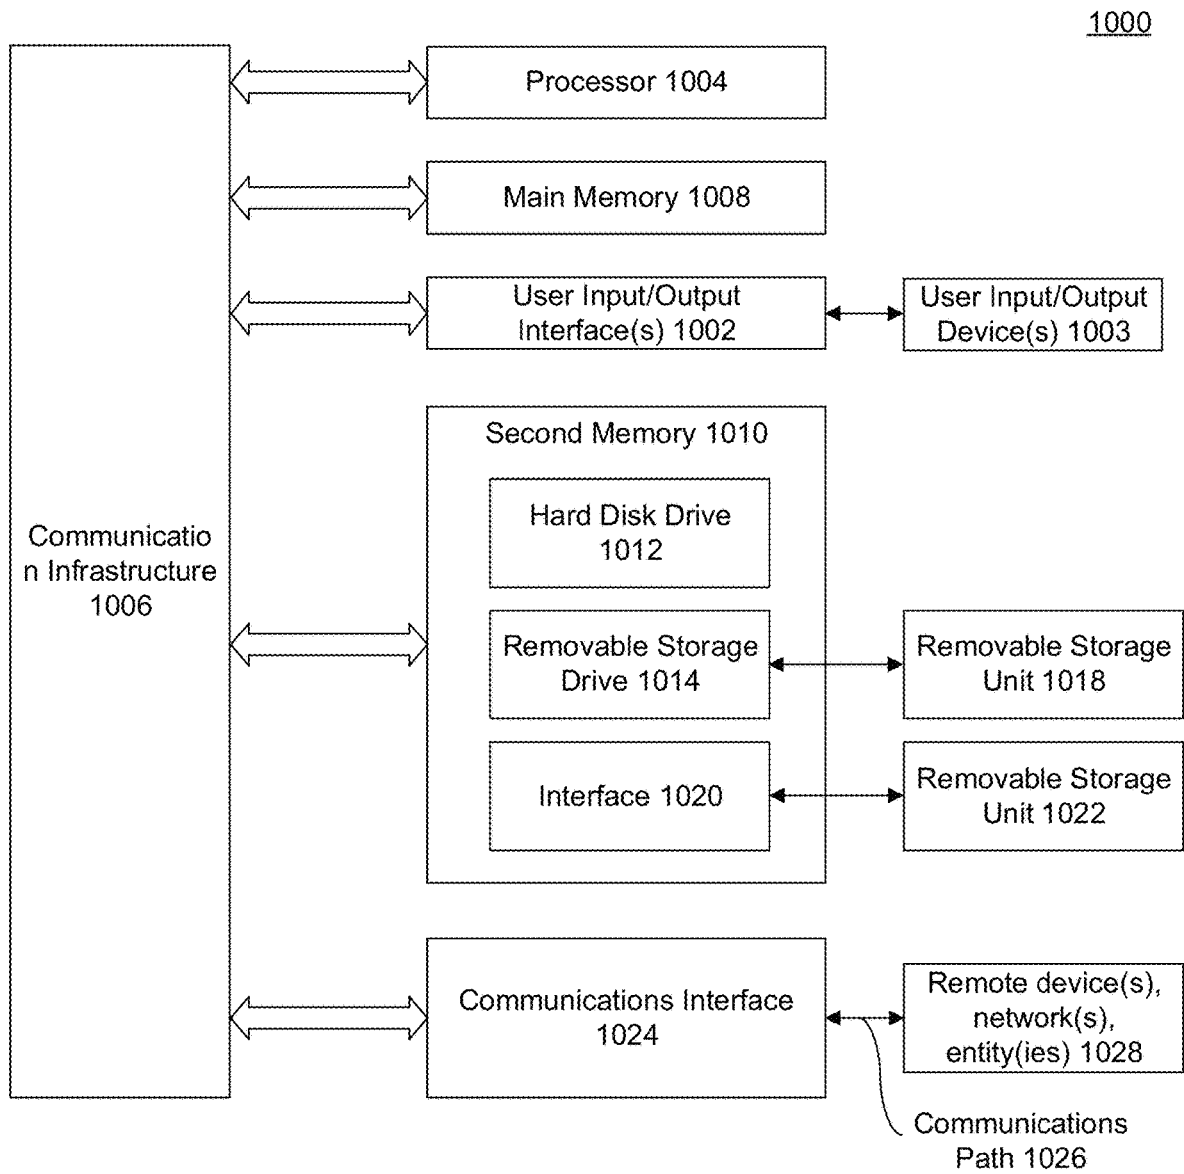 1000
Processor 1004
Main Memory 1008
User Input/Output
Interface(s) 1002
User Input/Output
Device(s) 1003
Second Memory 1010
Hard Disk Drive
1012
Communicatio
n Infrastructure
1006
Removable Storage
Drive 1014
Removable Storage
Unit 1018
Interface 1020
Removable Storage
Unit 1022
Communications Interface
1024
Remote device(s),
network(s),
entity(ies) 1028
Communications
Path 1026